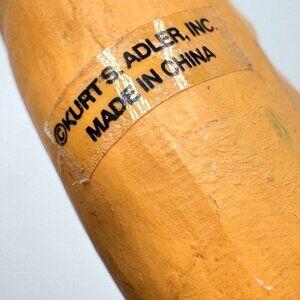 ©KURT S. ADLER, INC.
MADE IN CHINA